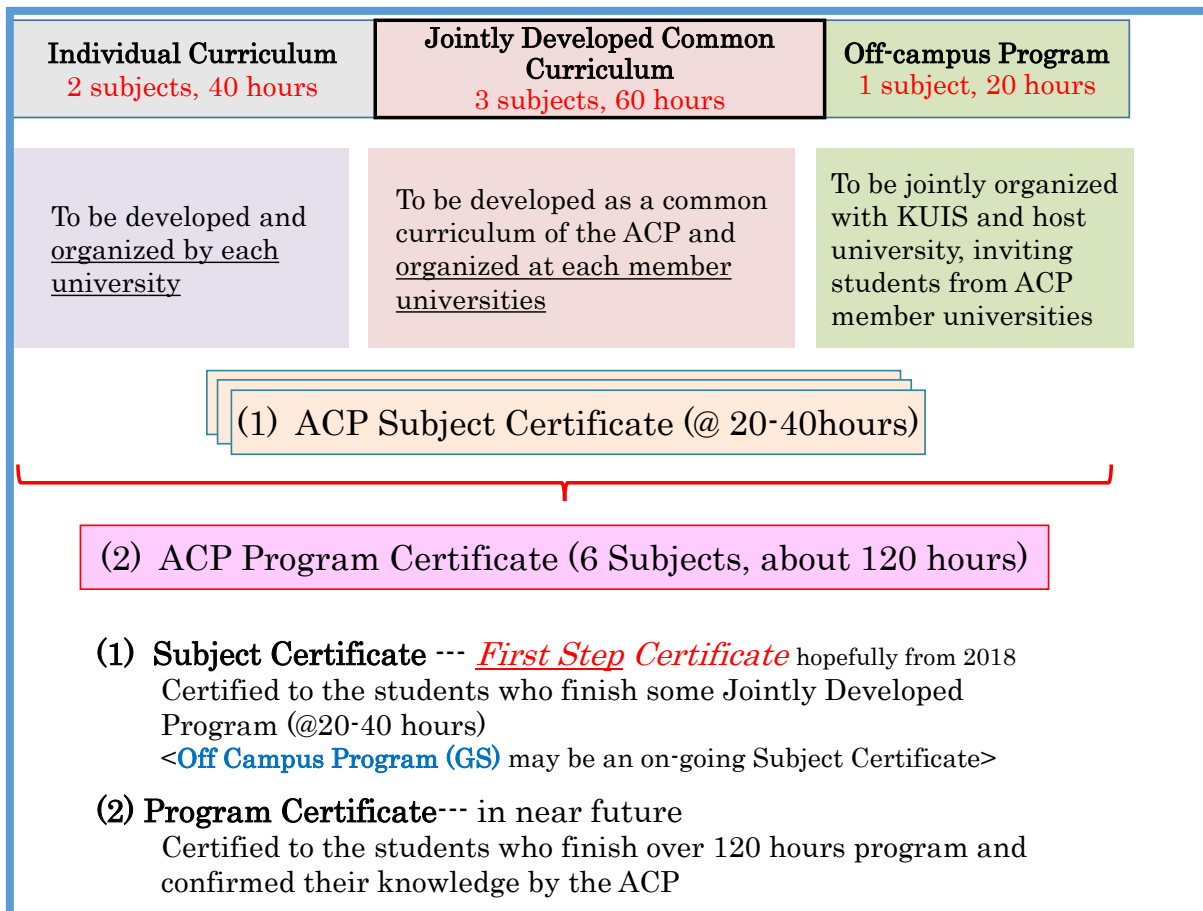 Individual Curriculum
2 subjects, 40 hours
Jointly Developed Common
Curriculum
3 subjects, 60 hours
Off-campus Program
1 subject, 20 hours
To be developed and
organized by each
university
To be developed as a common
curriculum of the ACP and
organized at each member
universities
To be jointly organized
with KUIS and host
university, inviting
students from ACP
member universities
(1) ACP Subject Certificate (@ 20-40hours)
(2) ACP Program Certificate (6 Subjects, about 120 hours)
(1) Subject Certificate --- First Step Certificate hopefully from 2018
Certified to the students who finish some Jointly Developed
Program (@20-40 hours)
<Off Campus Program (GS) may be an on-going Subject Certificate>
(2) Program Certificate--- in near future
Certified to the students who finish over 120 hours program and
confirmed their knowledge by the ACP